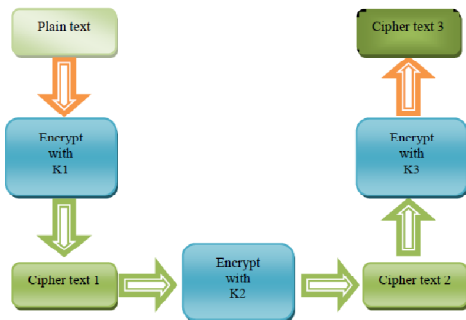 Plain text
Encrypt
with
K1
Cipher text 1
Encrypt
with
K2
Cipher text 2
Encrypt
with
K3
Cipher text 3